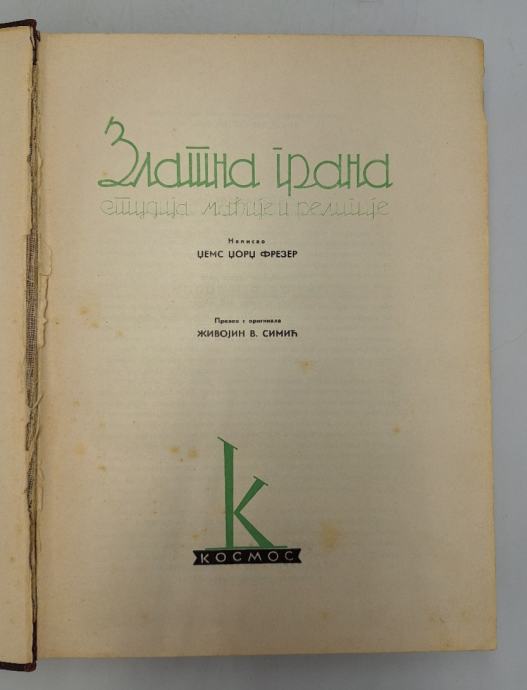 Златна грана
студија магије и религије
Написао
ЏЕМС ЏОРЏ ФРЕЗЕР
Превео с оригинала
ЖИВОЈИН В. СИМИЋ
k
КОСМОС